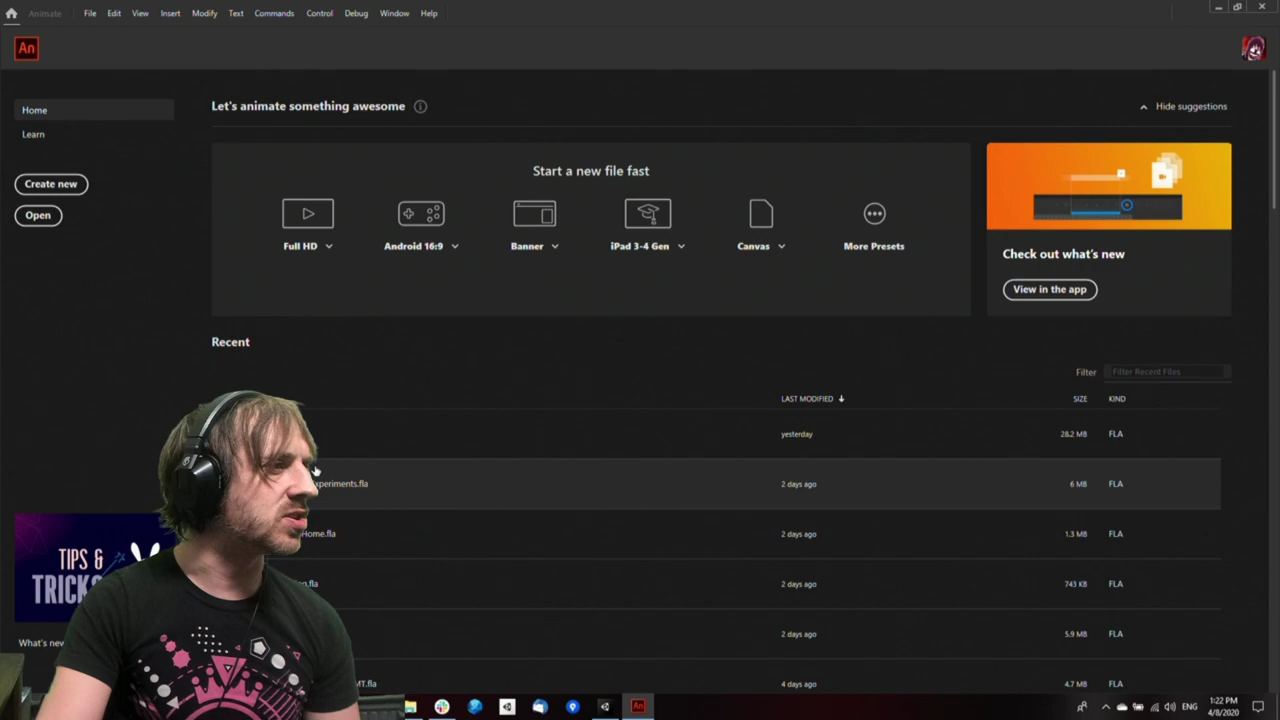 Animate File Edit View Insert Modify Text Commands Control Debug Window Help
An
Home
Learn
Create new
Open
Let's animate something awesome
Hide suggestions
Start a new file fast
Full HD
Android 16:9
Banner
iPad 3-4 Gen
Canvas
More Presets
Check out what's new
View in the app
Recent
Filter Filter Recent Files
LAST MODIFIED SIZE KIND
yesterday 28.2 MB FLA
xperiments.fla 2 days ago 6 MB FLA
Home.fla 2 days ago 1.3 MB FLA
.fla 2 days ago 743 KB FLA
2 days ago 5.9 MB FLA
MT.fla 4 days ago 4.7 MB FLA
TIPS &
TRICKS
What's new
An
ENG
1:22 PM
4/8/2020